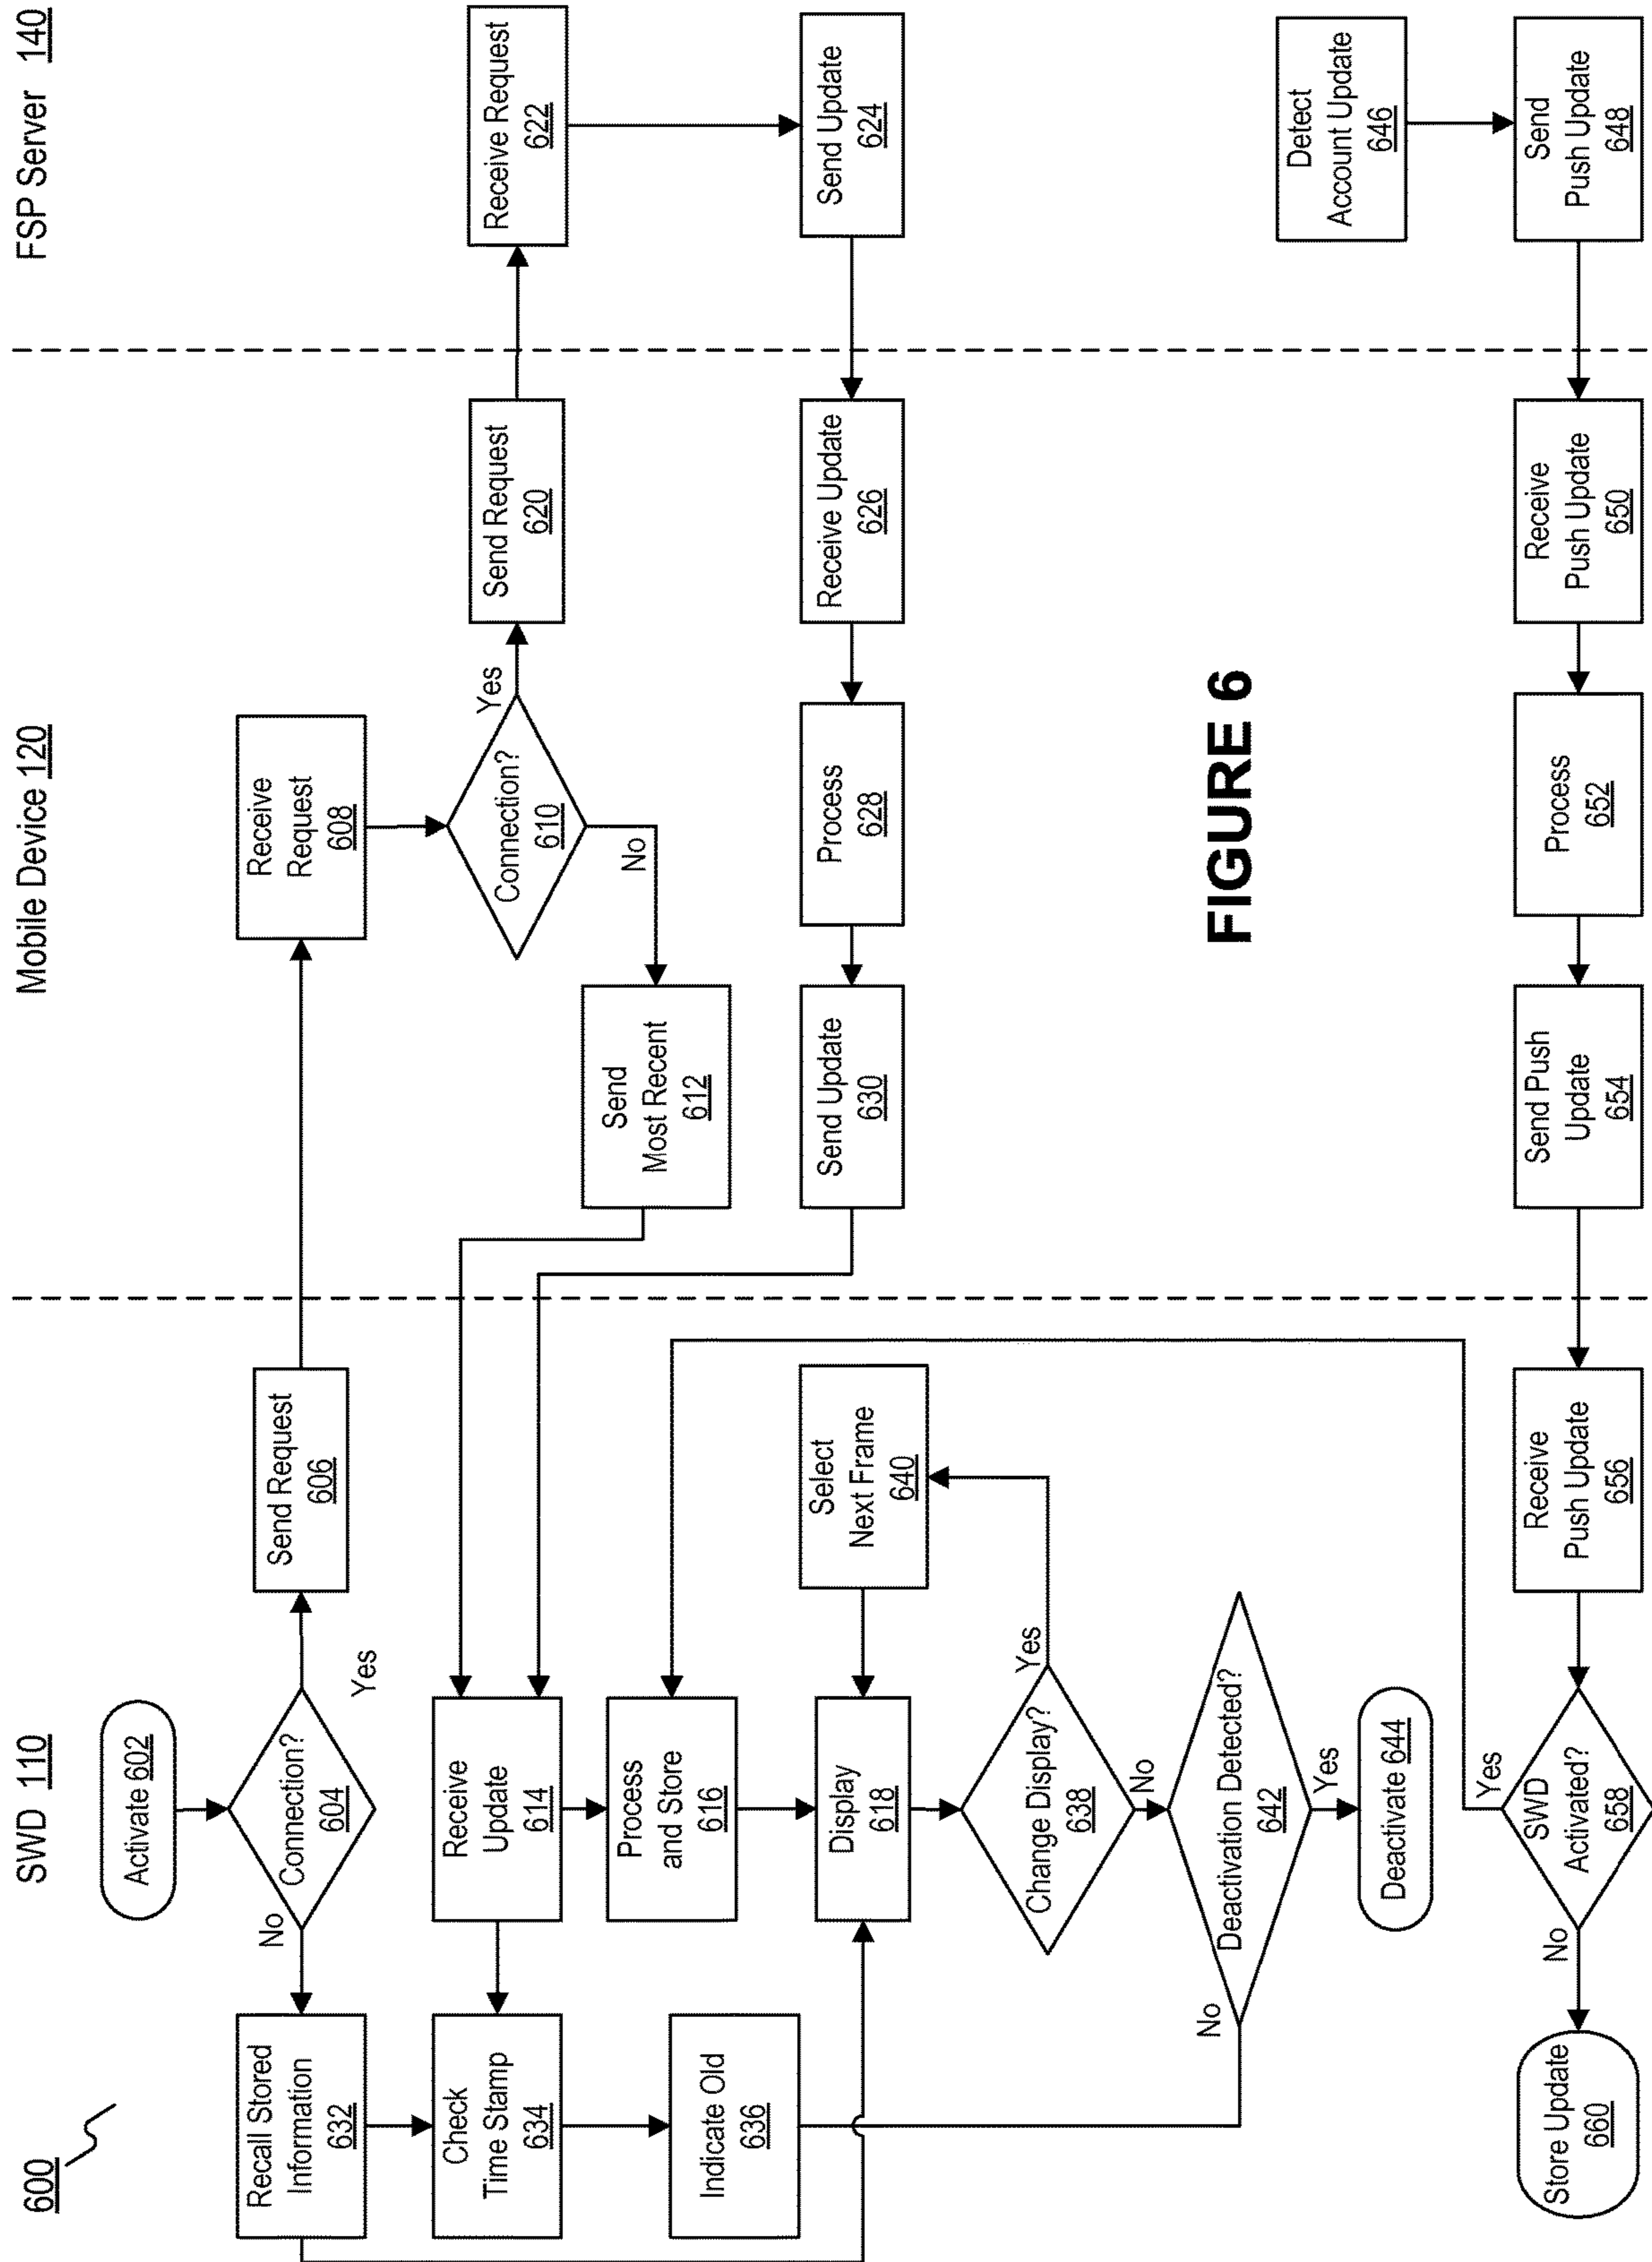 600
SWD 110
Mobile Device 120
FSP Server 140
Activate 602
Connection?
604
No
Yes
Send Request
606
Receive
Request
608
Connection?
610
Yes
No
Send Request
620
Receive Request
622
Send
Most Recent
612
Recall Stored
Information
632
Check
Time Stamp
634
Indicate Old
636
Receive
Update
614
Process
and Store
616
Display
618
Select
Next Frame
640
Send Update
630
Process
628
Receive Update
626
Send Update
624
Change Display?
638
Yes
No
Deactivation Detected?
642
No
Yes
Deactivate 644
FIGURE 6
Detect
Account Update
646
Send
Push Update
648
Receive
Push Update
650
Process
652
Send Push
Update
654
Receive
Push Update
656
SWD
Activated?
658
Yes
No
Store Update
660